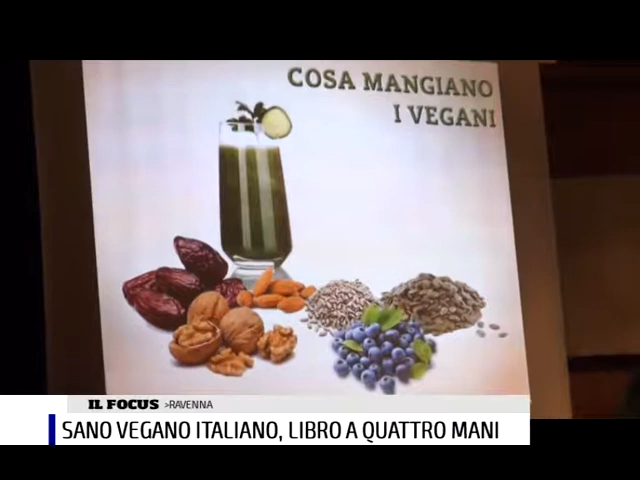 COSA MANGIANO
I VEGANI
IL FOCUS >RAVENNA
SANO VEGANO ITALIANO, LIBRO A QUATTRO MANI